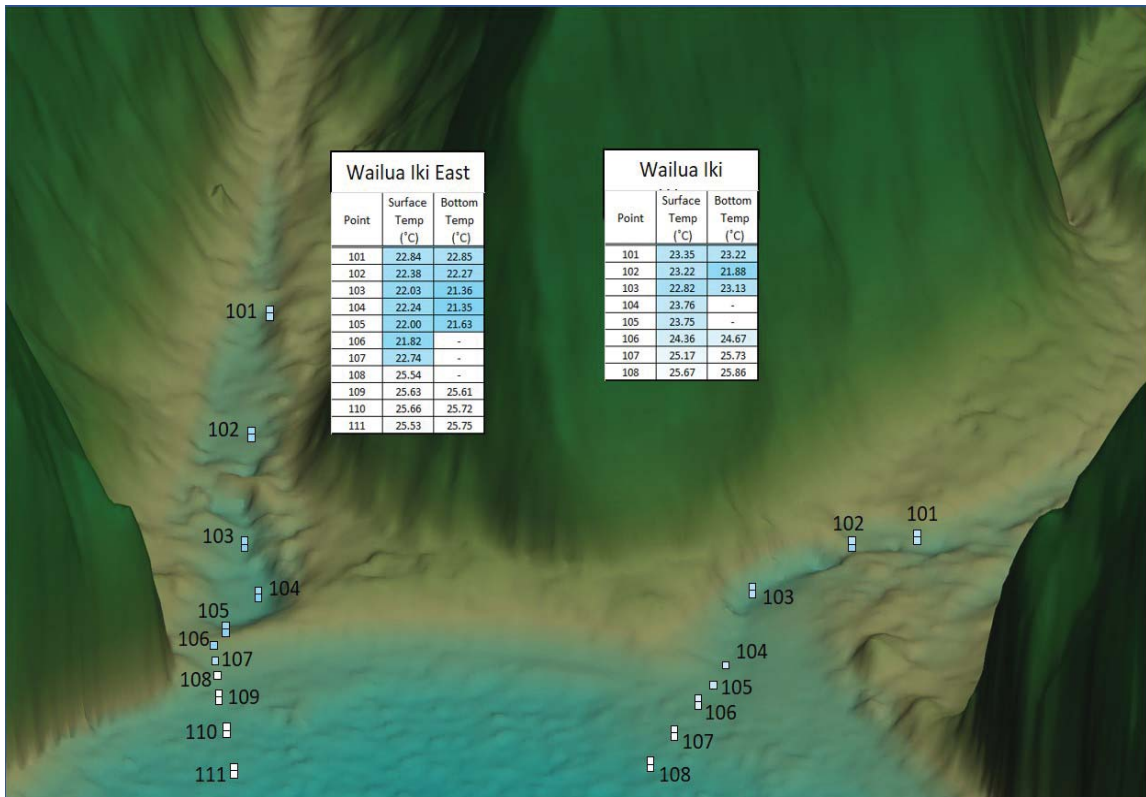 Wailua Iki East
Point Surface Temp (˚C) Bottom Temp (˚C)
101 22.84 22.85
102 22.38 22.27
103 22.03 21.36
104 22.24 21.35
105 22.00 21.63
106 21.82 -
107 22.74 -
108 25.54 -
109 25.63 25.61
110 25.66 25.72
111 25.53 25.75
Wailua Iki
Point Surface Temp (˚C) Bottom Temp (˚C)
101 23.35 23.22
102 23.22 21.88
103 22.82 23.13
104 23.76 -
105 23.75 -
106 24.36 24.67
107 25.17 25.73
108 25.67 25.86
101
102
103
104
105
106
107
108
109
110
111
101
102
103
104
105
106
107
108